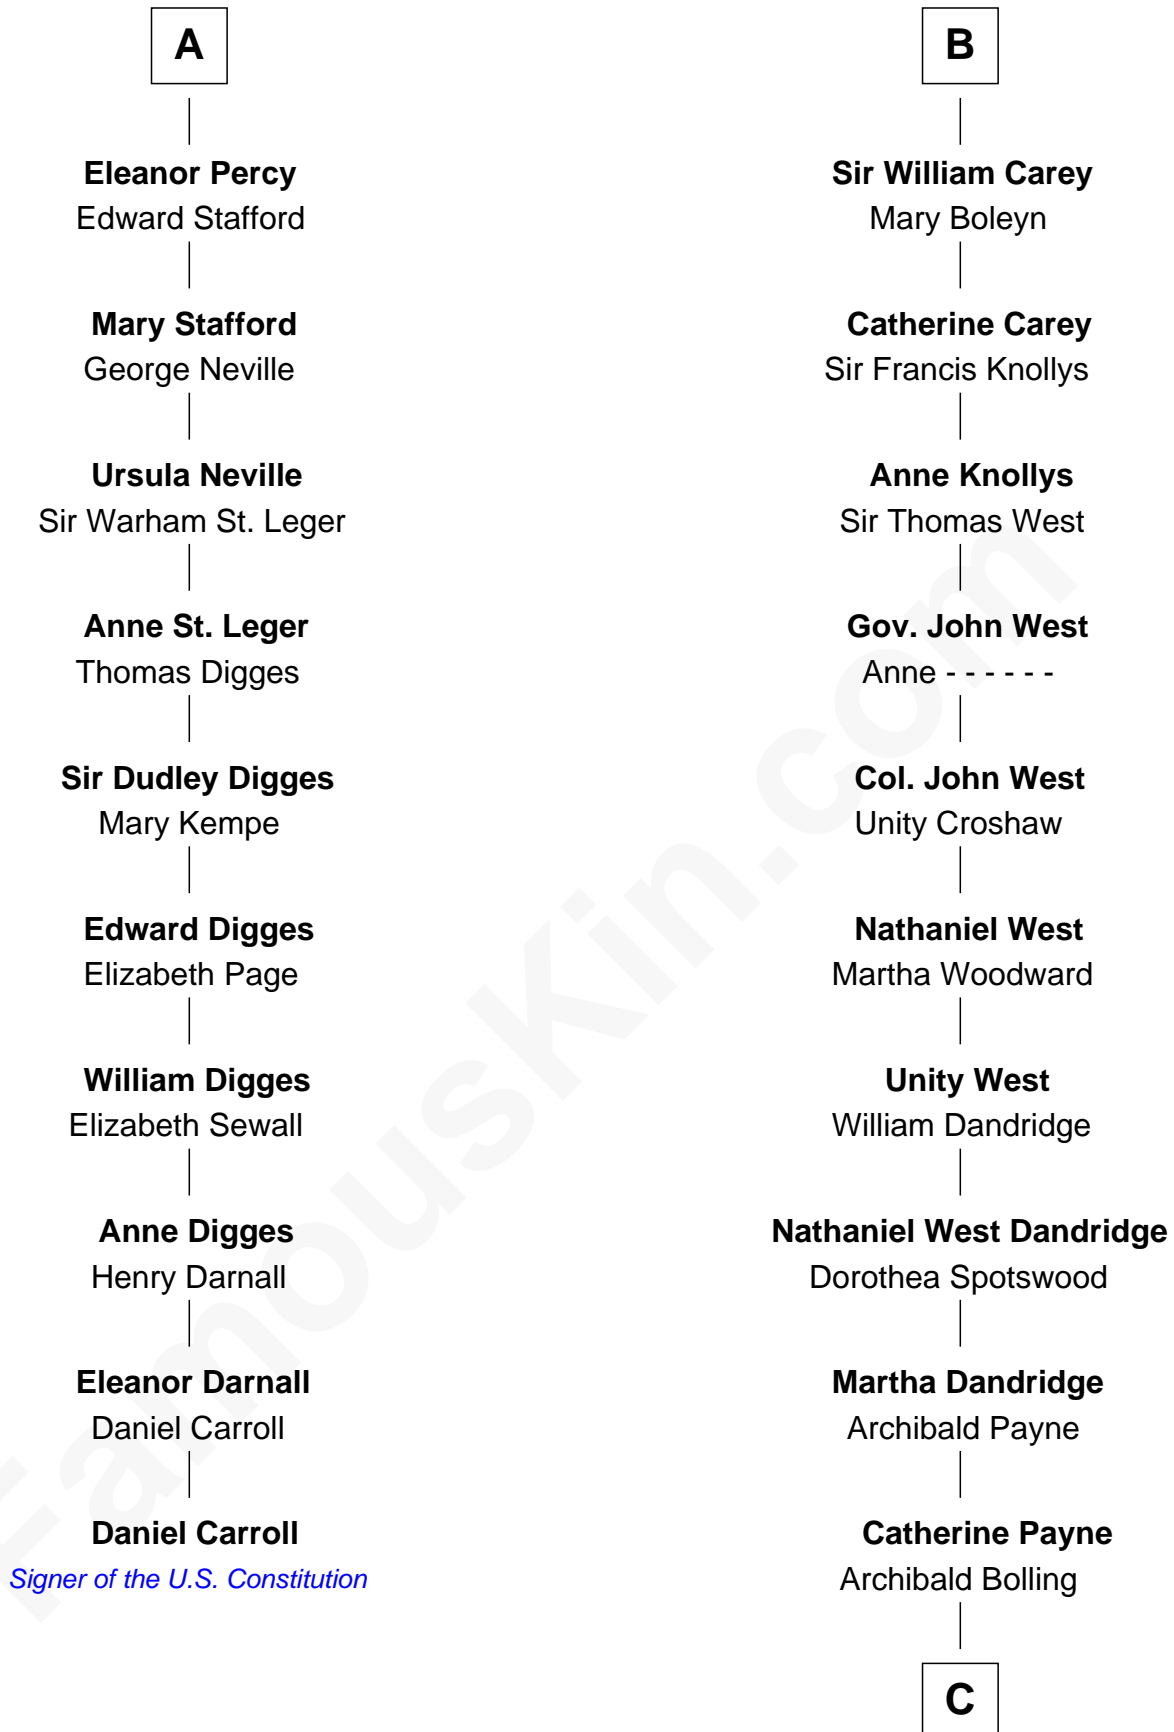 A
Eleanor Percy
Edward Stafford
Mary Stafford
George Neville
Ursula Neville
Sir Warham St. Leger
Anne St. Leger
Thomas Digges
Sir Dudley Digges
Mary Kempe
Edward Digges
Elizabeth Page
William Digges
Elizabeth Sewall
Anne Digges
Henry Darnall
Eleanor Darnall
Daniel Carroll
Daniel Carroll
Signer of the U.S. Constitution
B
Sir William Carey
Mary Boleyn
Catherine Carey
Sir Francis Knollys
Anne Knollys
Sir Thomas West
Gov. John West
Anne - - - - - -
Col. John West
Unity Croshaw
Nathaniel West
Martha Woodward
Unity West
William Dandridge
Nathaniel West Dandridge
Dorothea Spotswood
Martha Dandridge
Archibald Payne
Catherine Payne
Archibald Bolling
C
FamousKin.com